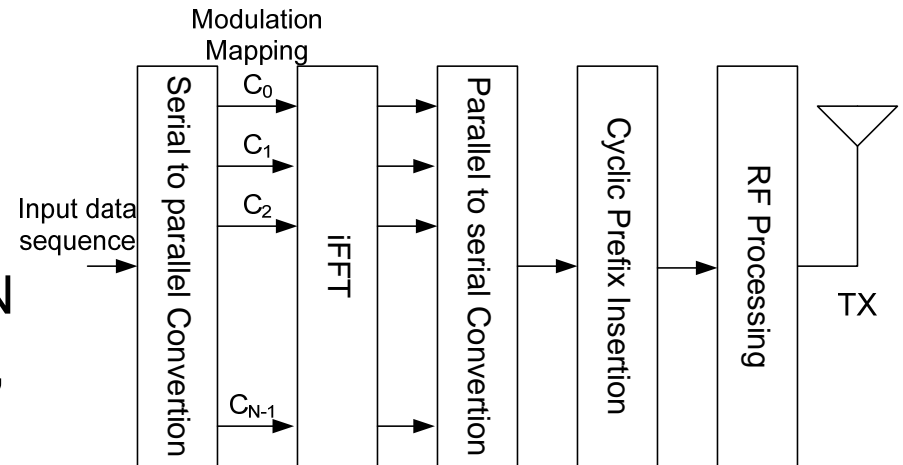 Modulation
Mapping
Input data
sequence
N
,
Serial to parallel Convertion
C0
C1
C2
CN-1
iFFT
Parallel to serial Convertion
Cyclic Prefix Insertion
RF Processing
TX